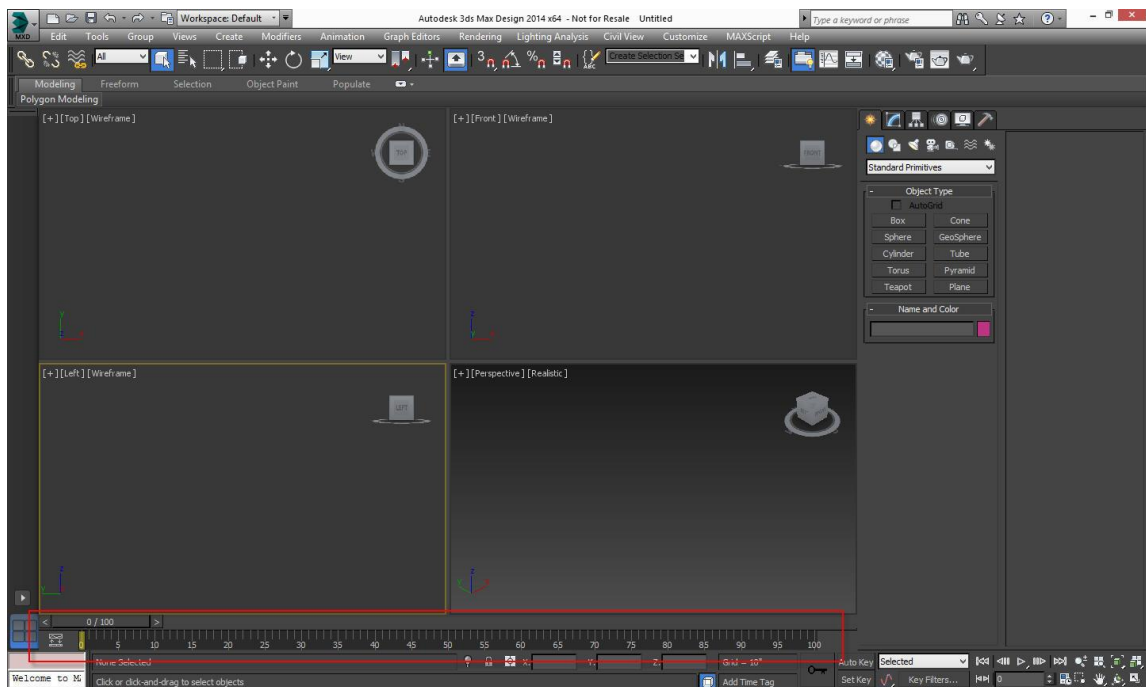 Workspace: Default
Autodesk 3ds Max Design 2014 x64 - Not for Resale Untitled
Type a keyword or phrase
MXD
Edit Tools Group Views Create Modifiers Animation Graph Editors Rendering Lighting Analysis Civil View Customize MAXScript Help
All
View
3
%
Create Selection Se
ABC
Modeling Freeform Selection Object Paint Populate
Polygon Modeling
[+][Top][Wireframe]
[+][Front][Wireframe]
TOP
FRONT
Standard Primitives
- Object Type
AutoGrid
Box Cone
Sphere GeoSphere
Cylinder Tube
Torus Pyramid
Teapot Plane
- Name and Color
[+][Left][Wireframe]
[+][Perspective][Realistic]
LEFT
< 0 / 100 >
0 5 10 15 20 25 30 35 40 45 50 55 60 65 70 75 80 85 90 95 100
None Selected X: Y: Z: Grid = 10" Auto Key Selected
Welcome to M Click or click-and-drag to select objects Add Time Tag Set Key Key Filters... 0